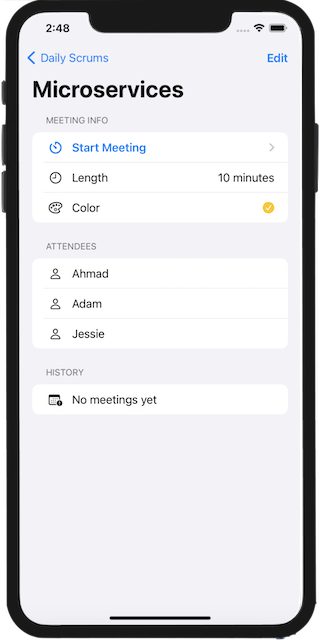 2:48
Daily Scrums
Edit
Microservices
MEETING INFO
Start Meeting
Length
10 minutes
Color
ATTENDEES
Ahmad
Adam
Jessie
HISTORY
No meetings yet